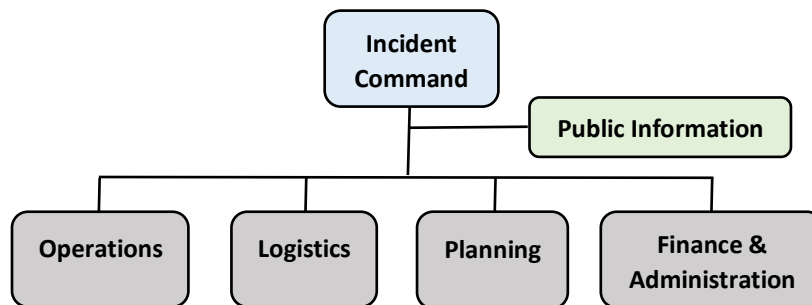 Incident
Command
Public Information
Operations
Logistics
Planning
Finance &
Administration